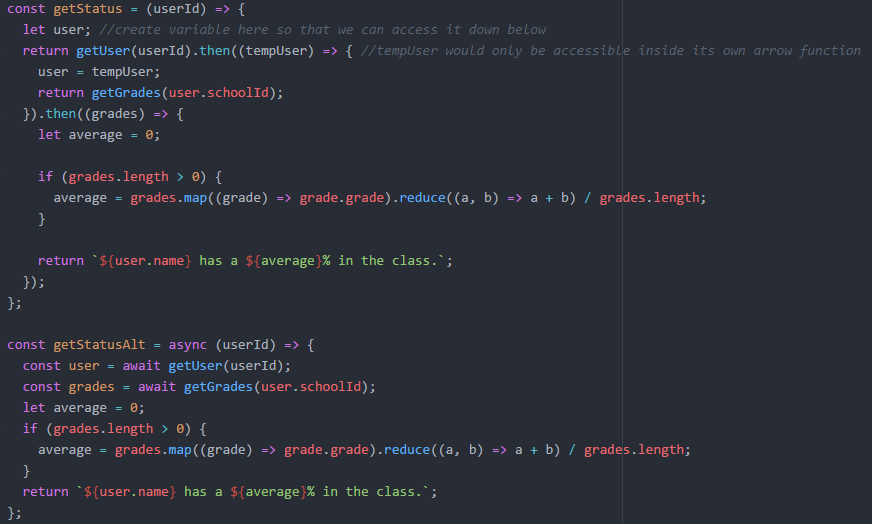 const getStatus = (userId) => {
  let user; //create variable here so that we can access it down below
  return getUser(userId).then((tempUser) => { //tempUser would only be accessible inside its own arrow function
    user = tempUser;
    return getGrades(user.schoolId);
  }).then((grades) => {
    let average = 0;

    if (grades.length > 0) {
      average = grades.map((grade) => grade.grade).reduce((a, b) => a + b) / grades.length;
    }

    return `${user.name} has a ${average}% in the class.`;
  });
};

const getStatusAlt = async (userId) => {
  const user = await getUser(userId);
  const grades = await getGrades(user.schoolId);
  let average = 0;
  if (grades.length > 0) {
    average = grades.map((grade) => grade.grade).reduce((a, b) => a + b) / grades.length;
  }
  return `${user.name} has a ${average}% in the class.`;
};